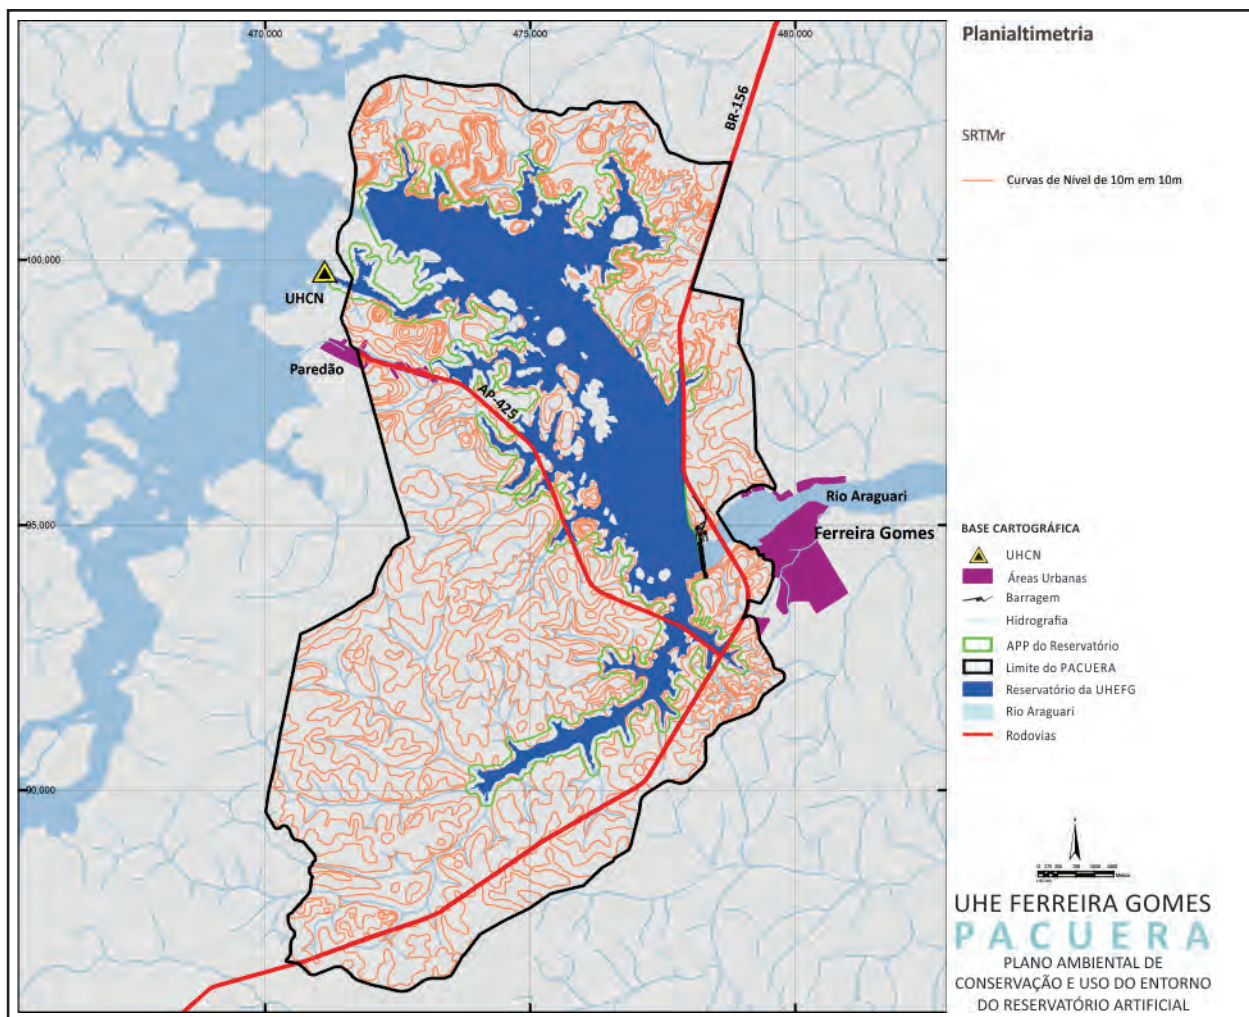 470.000
475.000
480.000
BR-156
100.000
UHCN
Paredão
AP-425
95.000
Rio Araguari
Ferreira Gomes
90.000
Planialtimetria
SRTMr
Curvas de Nível de 10m em 10m
BASE CARTOGRÁFICA
UHCN
Áreas Urbanas
Barragem
Hidrografia
APP do Reservatório
Limite do PACUERA
Reservatório da UHEFG
Rio Araguari
Rodovias
UHE FERREIRA GOMES
PACUERA
PLANO AMBIENTAL DE
CONSERVAÇÃO E USO DO ENTORNO
DO RESERVATÓRIO ARTIFICIAL